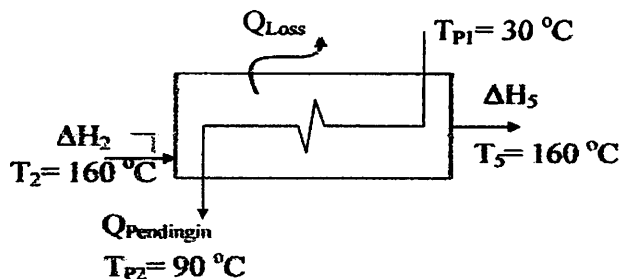 Q_Loss
T_P1= 30 °C
ΔH_5
ΔH_2
T_2= 160 °C
T_5= 160 °C
Q_Pendingin
T_P2= 90 °C